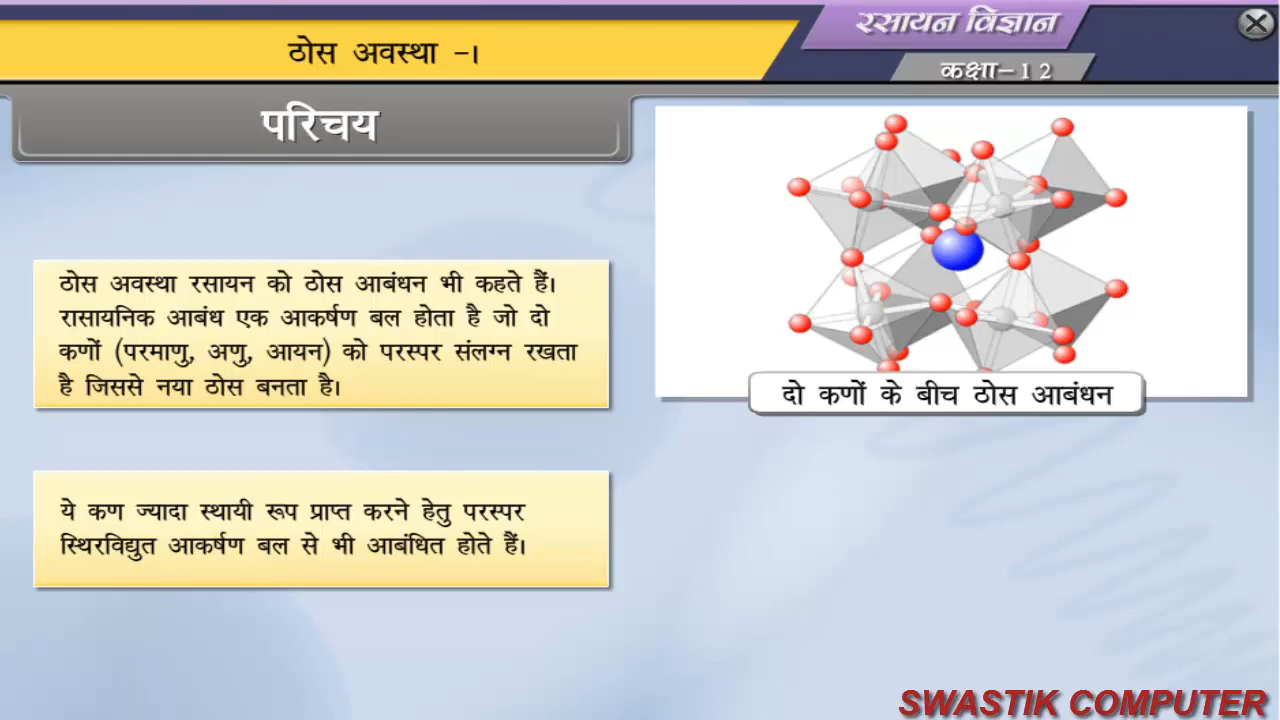 रसायन विज्ञान
ठोस अवस्था -I
कक्षा-12
परिचय
ठोस अवस्था रसायन को ठोस आबंधन भी कहते हैं।
रासायनिक आबंध एक आकर्षण बल होता है जो दो
कणों (परमाणु, अणु, आयन) को परस्पर संलग्न रखता
है जिससे नया ठोस बनता है।
दो कणों के बीच ठोस आबंधन
ये कण ज्यादा स्थायी रूप प्राप्त करने हेतु परस्पर
स्थिरविद्युत आकर्षण बल से भी आबंधित होते हैं।
SWASTIK COMPUTER